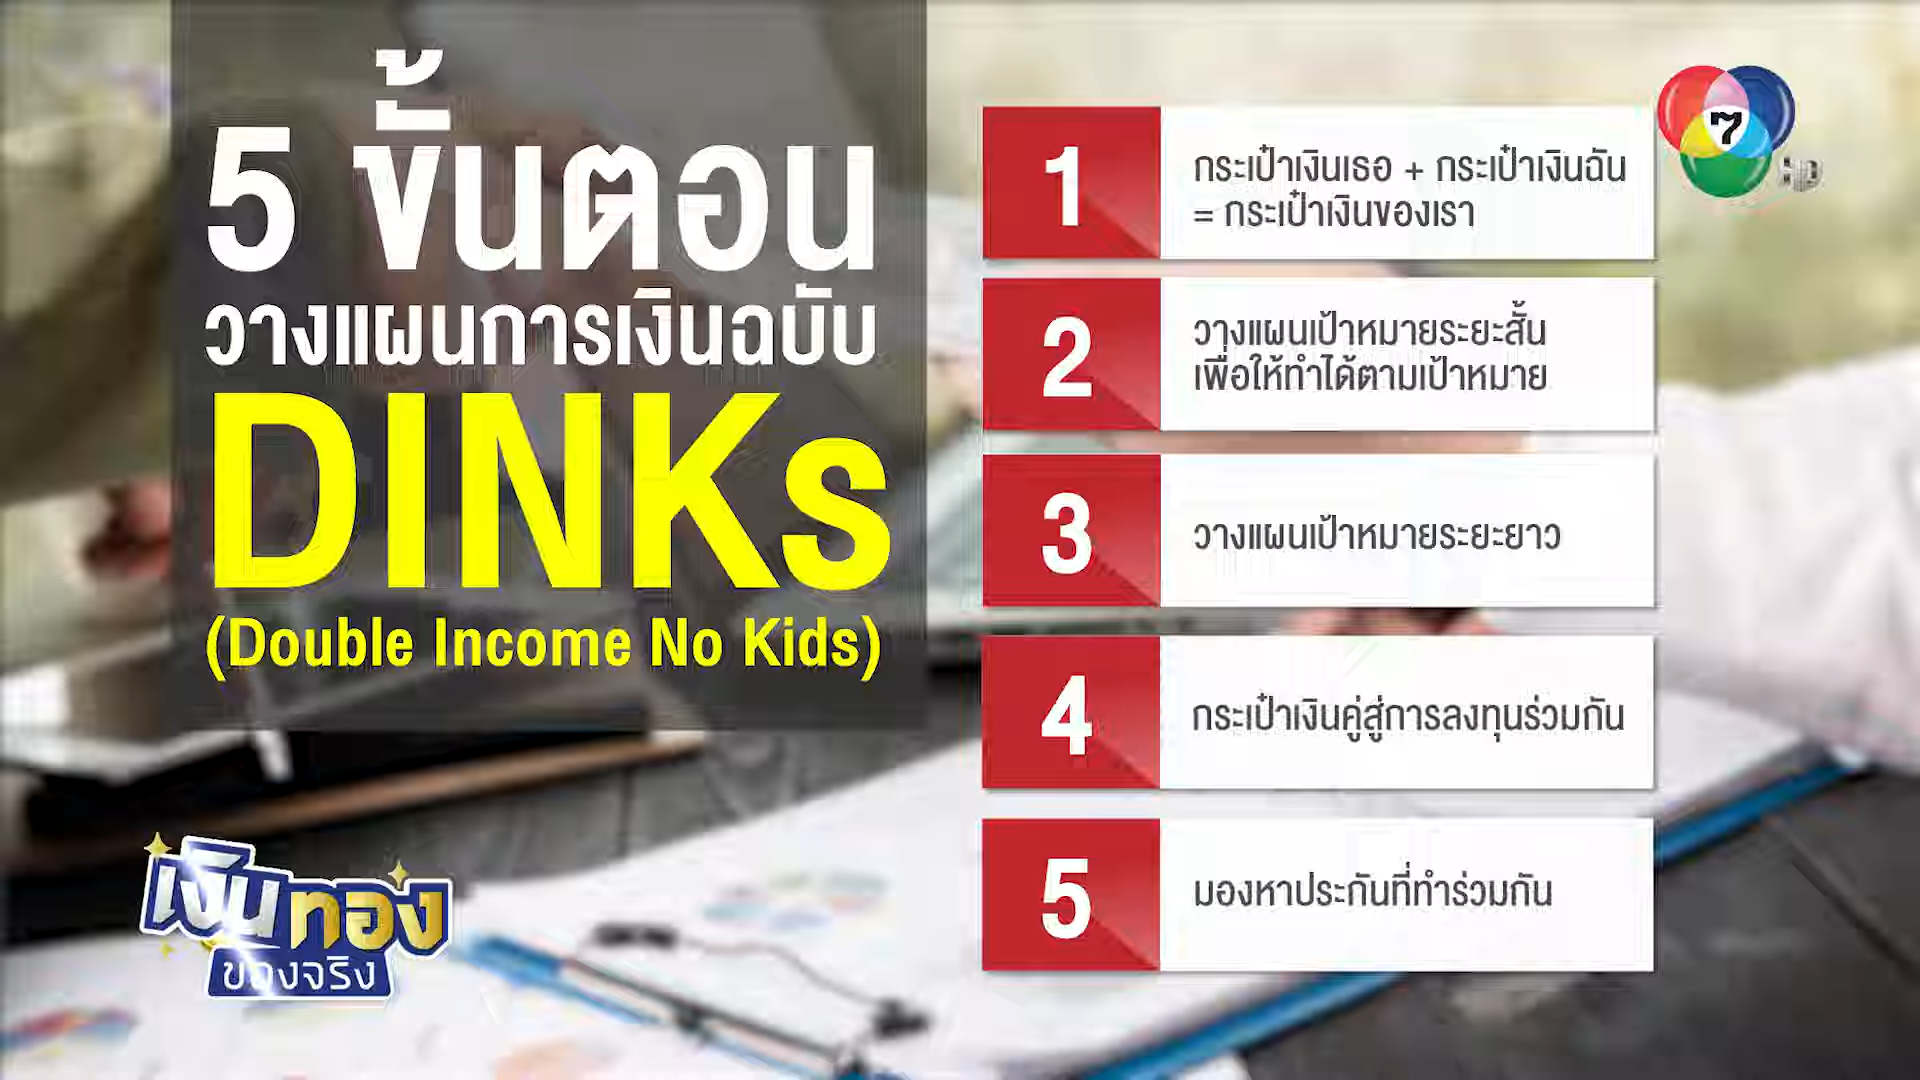 5 ขั้นตอน
วางแผนการเงินฉบับ
DINKs
(Double Income No Kids)
1
กระเป๋าเงินเธอ + กระเป๋าเงินฉัน
= กระเป๋าเงินของเรา
2
วางแผนเป้าหมายระยะสั้น
เพื่อให้ทำได้ตามเป้าหมาย
3
วางแผนเป้าหมายระยะยาว
4
กระเป๋าเงินคู่สู่การลงทุนร่วมกัน
5
มองหาประกันที่ทำร่วมกัน
7
HD
เงินทอง
ของจริง